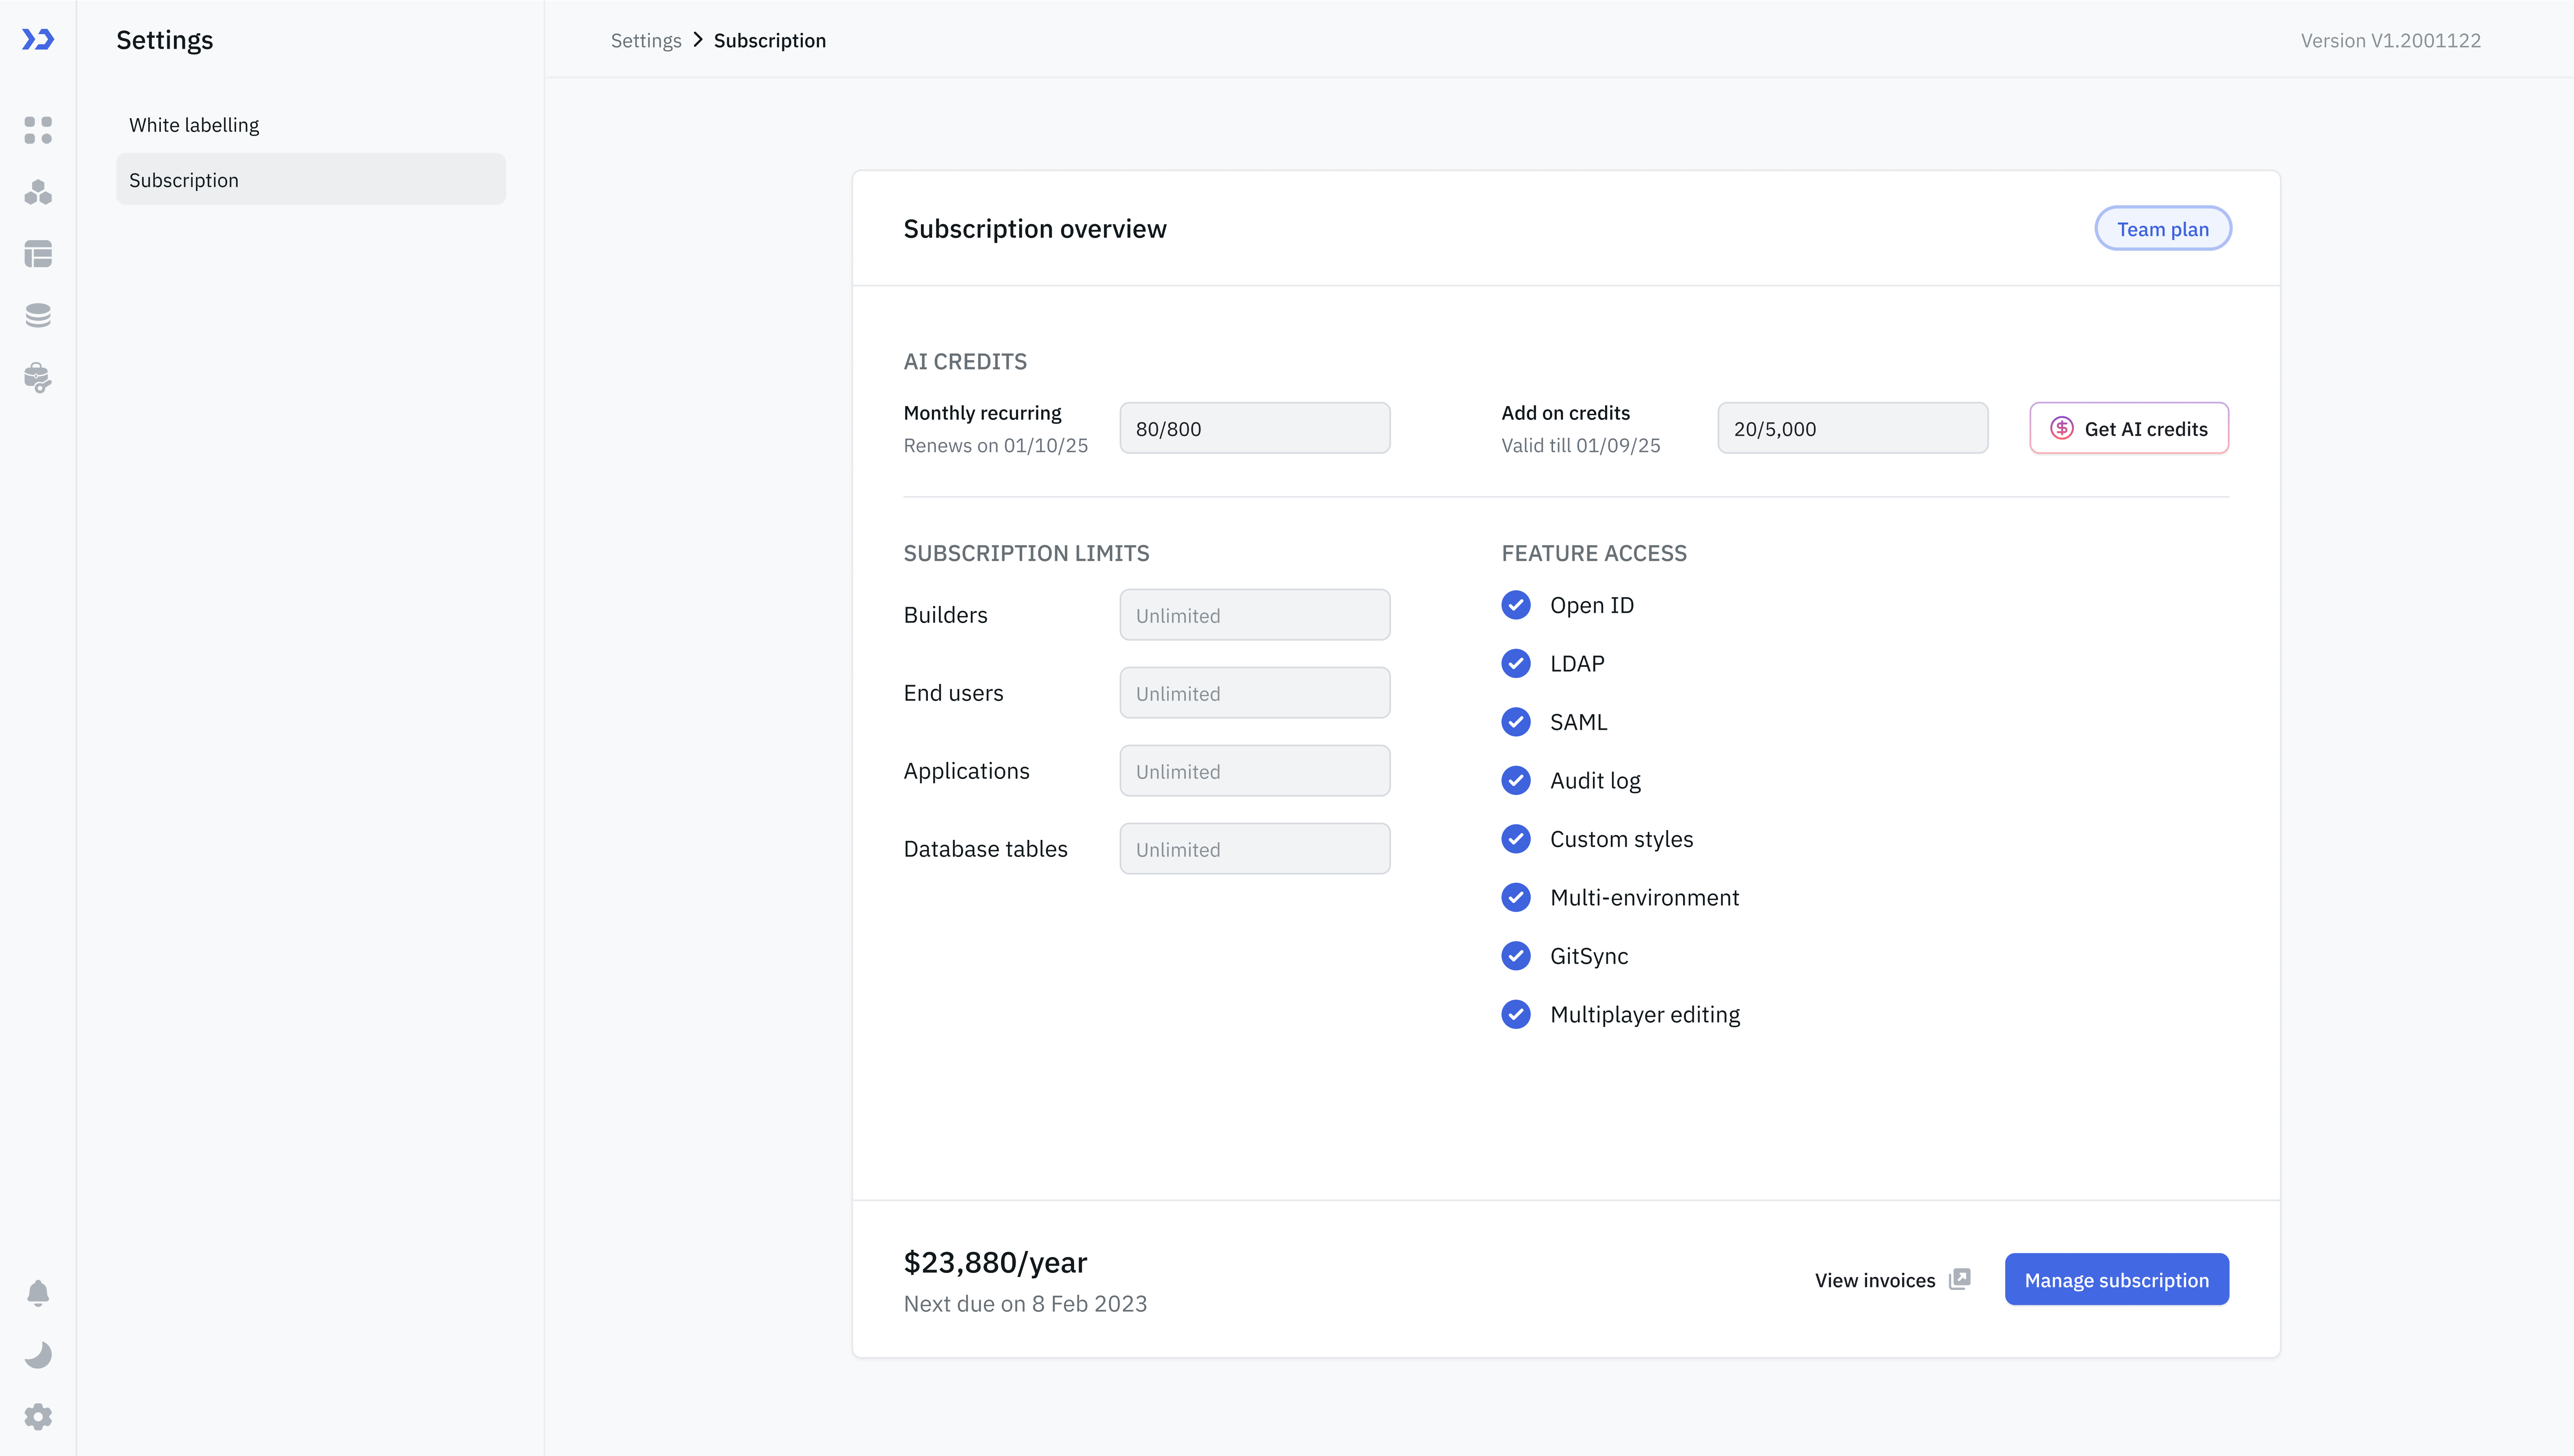 Settings
White labelling
Subscription
Settings > Subscription
Version V1.2001122
Subscription overview
Team plan
AI CREDITS
Monthly recurring
Renews on 01/10/25
80/800
Add on credits
Valid till 01/09/25
20/5,000
Get AI credits
SUBSCRIPTION LIMITS
Builders
Unlimited
End users
Unlimited
Applications
Unlimited
Database tables
Unlimited
FEATURE ACCESS
Open ID
LDAP
SAML
Audit log
Custom styles
Multi-environment
GitSync
Multiplayer editing
$23,880/year
Next due on 8 Feb 2023
View invoices
Manage subscription